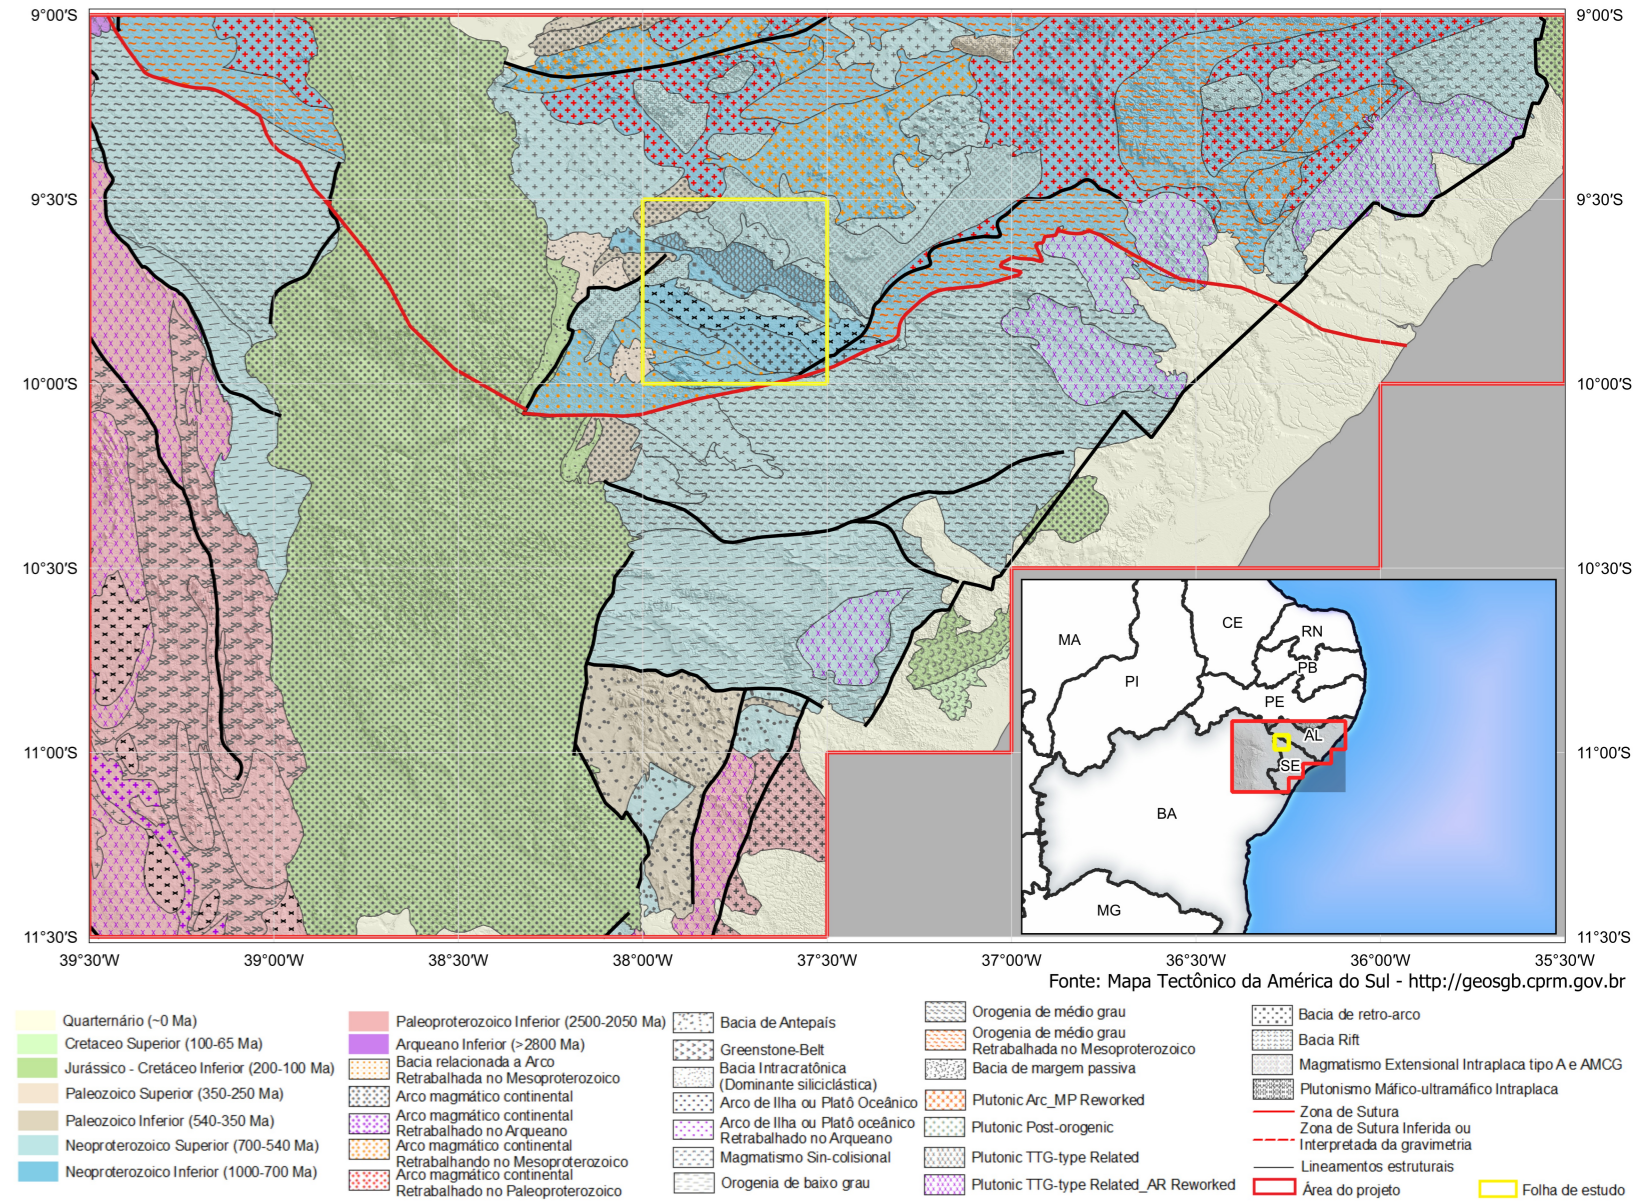 9°00'S
9°00'S
9°30'S
9°30'S
10°00'S
10°00'S
10°30'S
10°30'S
11°00'S
11°00'S
11°30'S
11°30'S
MA
CE
RN
PB
PI
PE
AL
SE
BA
MG
39°30'W
39°00'W
38°30'W
38°00'W
37°30'W
37°00'W
36°30'W
36°00'W
35°30'W
Fonte: Mapa Tectônico da América do Sul - http://geosgb.cprm.gov.br
Quarternário (~0 Ma)
Cretaceo Superior (100-65 Ma)
Jurássico - Cretáceo Inferior (200-100 Ma)
Paleozoico Superior (350-250 Ma)
Paleozoico Inferior (540-350 Ma)
Neoproterozoico Superior (700-540 Ma)
Neoproterozoico Inferior (1000-700 Ma)
Paleoproterozoico Inferior (2500-2050 Ma)
Arqueano Inferior (>2800 Ma)
Bacia relacionada a Arco
Retrabalhada no Mesoproterozoico
Arco magmático continental
Arco magmático continental
Retrabalhado no Arqueano
Arco magmático continental
Retrabalhando no Mesoproterozoico
Arco magmático continental
Retrabalhado no Paleoproterozoico
Bacia de Antepaís
Greenstone-Belt
Bacia Intracratônica
(Dominante siliciclástica)
Arco de Ilha ou Platô Oceânico
Arco de Ilha ou Platô oceânico
Retrabalhado no Arqueano
Magmatismo Sin-colisional
Orogenia de baixo grau
Orogenia de médio grau
Orogenia de médio grau
Retrabalhada no Mesoproterozoico
Bacia de margem passiva
Plutonic Arc_MP Reworked
Plutonic Post-orogenic
Plutonic TTG-type Related
Plutonic TTG-type Related_AR Reworked
Bacia de retro-arco
Bacia Rift
Magmatismo Extensional Intraplaca tipo A e AMCG
Plutonismo Máfico-ultramáfico Intraplaca
Zona de Sutura
Zona de Sutura Inferida ou
Interpretada da gravimetria
Lineamentos estruturais
Área do projeto
Folha de estudo